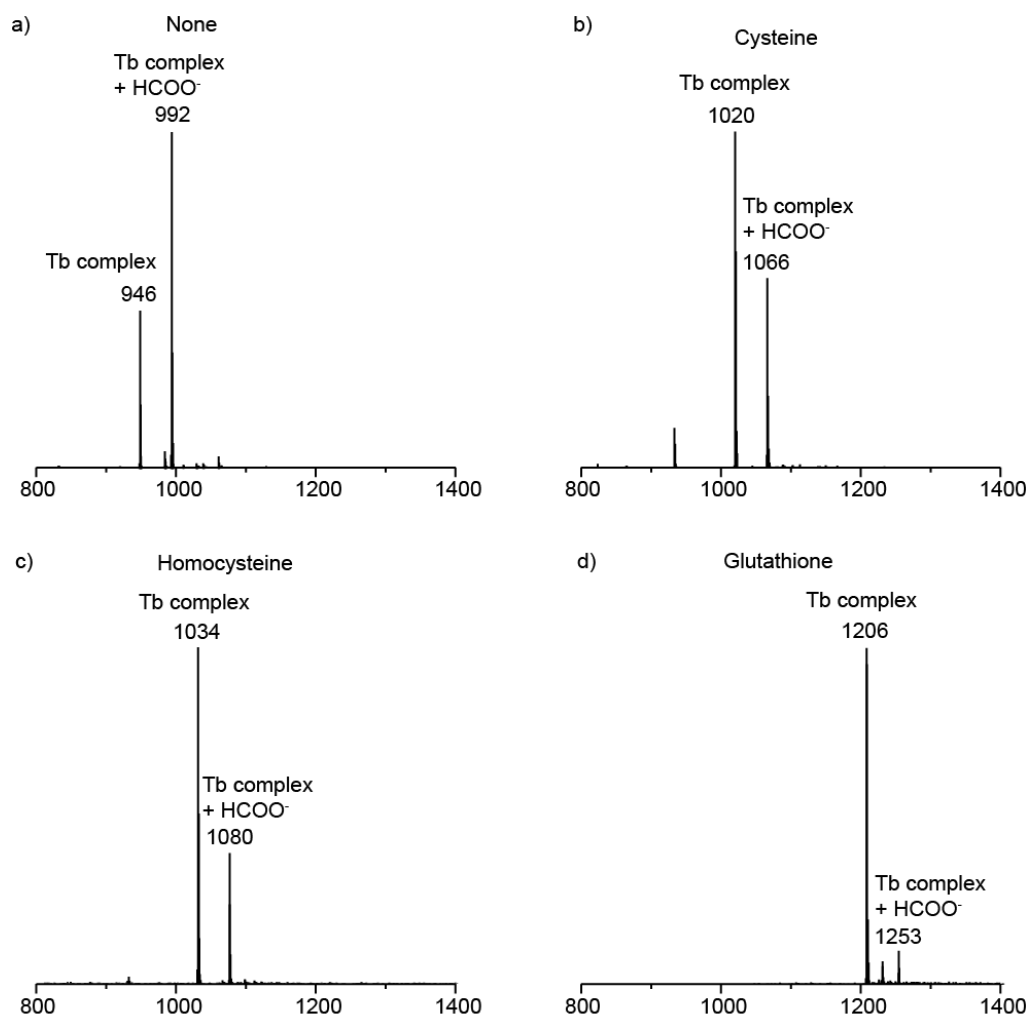 a)
None
Tb complex
+ HCOO⁻
992
Tb complex
946
800 1000 1200 1400
b)
Cysteine
Tb complex
1020
Tb complex
+ HCOO⁻
1066
800 1000 1200 1400
c)
Homocysteine
Tb complex
1034
Tb complex
+ HCOO⁻
1080
800 1000 1200 1400
d)
Glutathione
Tb complex
1206
Tb complex
+ HCOO⁻
1253
800 1000 1200 1400